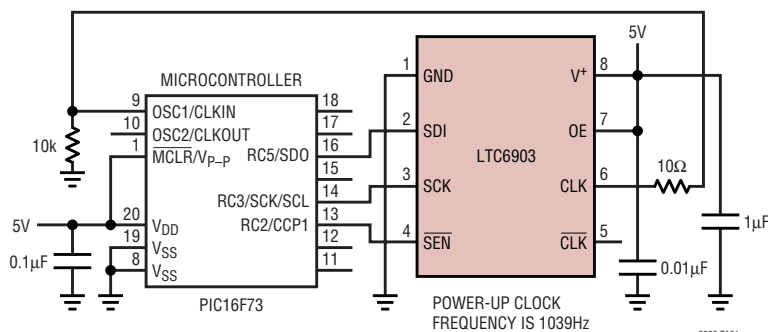 5V
MICROCONTROLLER
9
OSC1/CLKIN
18
10
OSC2/CLKOUT
17
1
MCLR/VP–P
RC5/SDO
16
15
RC3/SCK/SCL
14
20
VDD
RC2/CCP1
13
19
VSS
12
8
VSS
11
10k
5V
0.1µF
PIC16F73
1
GND
V+
8
2
SDI
OE
7
LTC6903
3
SCK
CLK
6
4
SEN
CLK
5
10Ω
1µF
0.01µF
POWER-UP CLOCK
FREQUENCY IS 1039Hz